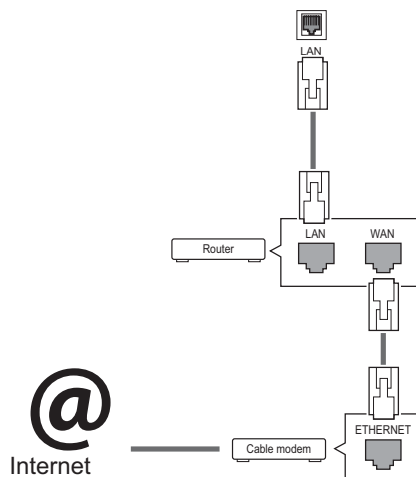 LAN
LAN WAN
Router
ETHERNET
Cable modem
@
Internet